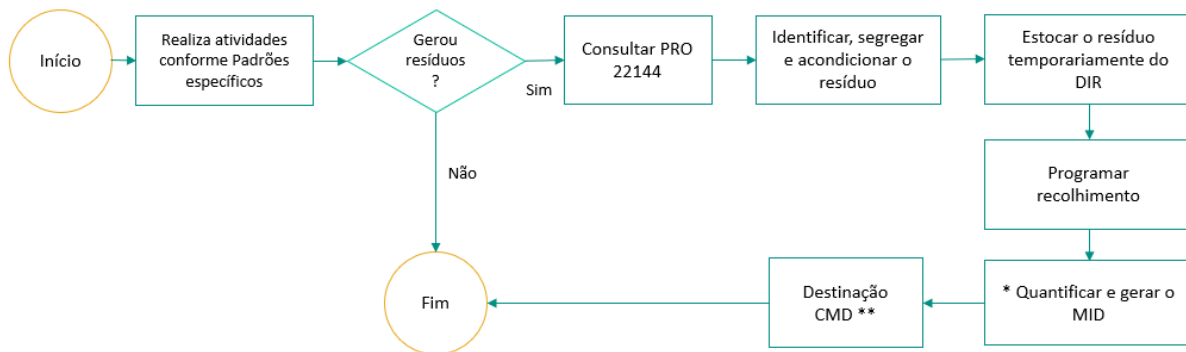 Início
Realiza atividades
conforme Padrões
específicos
Gerou
resíduos
?
Sim
Não
Consultar PRO
22144
Identificar, segregar
e acondicionar o
resíduo
Estocar o resíduo
temporariamente do
DIR
Programar
recolhimento
* Quantificar e gerar o
MID
Destinação
CMD **
Fim